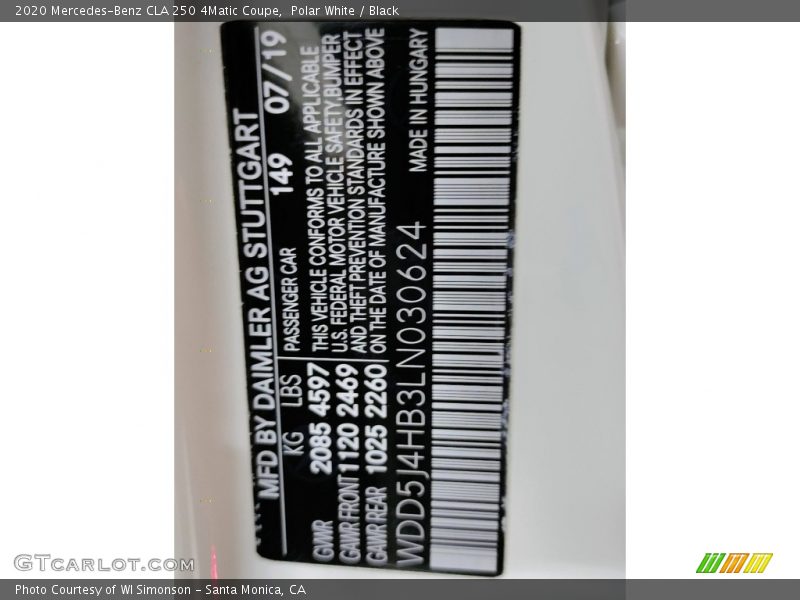 2020 Mercedes-Benz CLA 250 4Matic Coupe,  Polar White / Black
MFD BY DAIMLER AG STUTTGART
KG LBS
PASSENGER CAR 149 07/19
GWR 2085 4597
GAWR FRONT 1120 2469
GAWR REAR 1025 2260
THIS VEHICLE CONFORMS TO ALL APPLICABLE
U.S. FEDERAL MOTOR VEHICLE SAFETY,BUMPER
AND THEFT PREVENTION STANDARDS IN EFFECT
ON THE DATE OF MANUFACTURE SHOWN ABOVE
WDD5J4HB3LN030624
MADE IN HUNGARY
GTCARLOT.COM
Photo Courtesy of WI Simonson - Santa Monica, CA